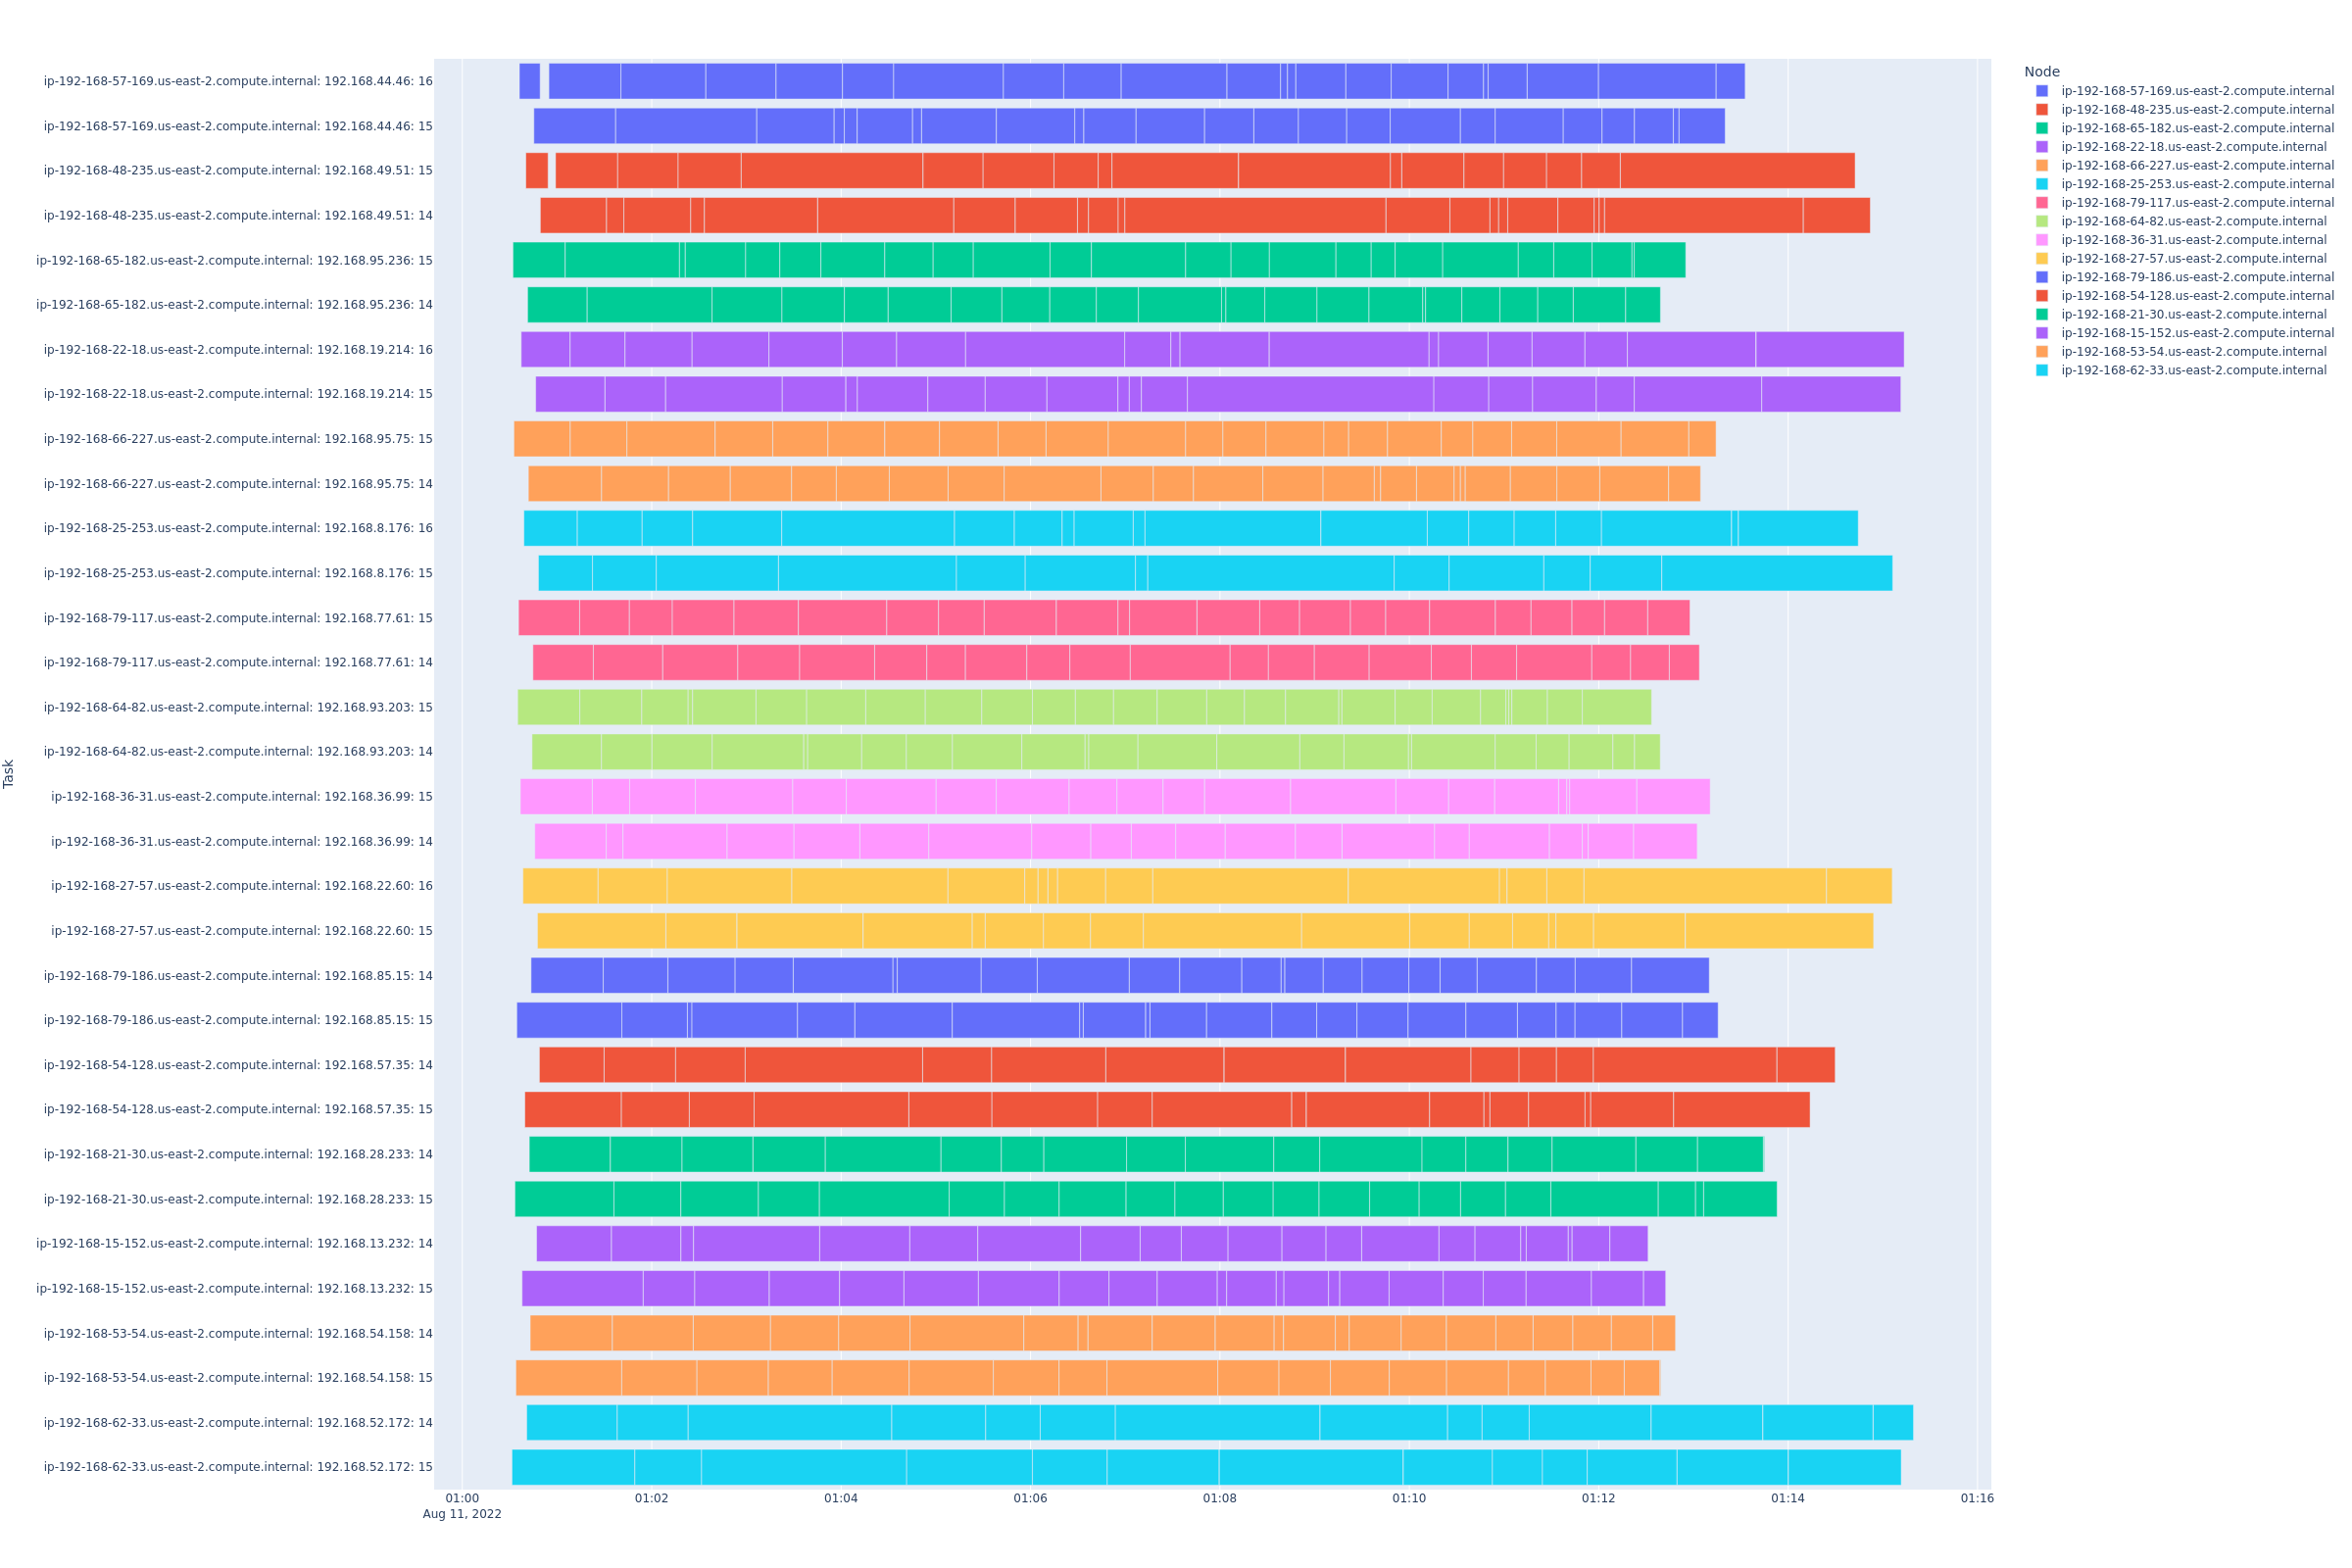 Node
ip-192-168-57-169.us-east-2.compute.internal
ip-192-168-48-235.us-east-2.compute.internal
ip-192-168-65-182.us-east-2.compute.internal
ip-192-168-22-18.us-east-2.compute.internal
ip-192-168-66-227.us-east-2.compute.internal
ip-192-168-25-253.us-east-2.compute.internal
ip-192-168-79-117.us-east-2.compute.internal
ip-192-168-64-82.us-east-2.compute.internal
ip-192-168-36-31.us-east-2.compute.internal
ip-192-168-27-57.us-east-2.compute.internal
ip-192-168-79-186.us-east-2.compute.internal
ip-192-168-54-128.us-east-2.compute.internal
ip-192-168-21-30.us-east-2.compute.internal
ip-192-168-15-152.us-east-2.compute.internal
ip-192-168-53-54.us-east-2.compute.internal
ip-192-168-62-33.us-east-2.compute.internal
ip-192-168-57-169.us-east-2.compute.internal: 192.168.44.46: 16
ip-192-168-57-169.us-east-2.compute.internal: 192.168.44.46: 15
ip-192-168-48-235.us-east-2.compute.internal: 192.168.49.51: 15
ip-192-168-48-235.us-east-2.compute.internal: 192.168.49.51: 14
ip-192-168-65-182.us-east-2.compute.internal: 192.168.95.236: 15
ip-192-168-65-182.us-east-2.compute.internal: 192.168.95.236: 14
ip-192-168-22-18.us-east-2.compute.internal: 192.168.19.214: 16
ip-192-168-22-18.us-east-2.compute.internal: 192.168.19.214: 15
ip-192-168-66-227.us-east-2.compute.internal: 192.168.95.75: 15
ip-192-168-66-227.us-east-2.compute.internal: 192.168.95.75: 14
ip-192-168-25-253.us-east-2.compute.internal: 192.168.8.176: 16
ip-192-168-25-253.us-east-2.compute.internal: 192.168.8.176: 15
ip-192-168-79-117.us-east-2.compute.internal: 192.168.77.61: 15
ip-192-168-79-117.us-east-2.compute.internal: 192.168.77.61: 14
ip-192-168-64-82.us-east-2.compute.internal: 192.168.93.203: 15
ip-192-168-64-82.us-east-2.compute.internal: 192.168.93.203: 14
ip-192-168-36-31.us-east-2.compute.internal: 192.168.36.99: 15
ip-192-168-36-31.us-east-2.compute.internal: 192.168.36.99: 14
ip-192-168-27-57.us-east-2.compute.internal: 192.168.22.60: 16
ip-192-168-27-57.us-east-2.compute.internal: 192.168.22.60: 15
ip-192-168-79-186.us-east-2.compute.internal: 192.168.85.15: 14
ip-192-168-79-186.us-east-2.compute.internal: 192.168.85.15: 15
ip-192-168-54-128.us-east-2.compute.internal: 192.168.57.35: 14
ip-192-168-54-128.us-east-2.compute.internal: 192.168.57.35: 15
ip-192-168-21-30.us-east-2.compute.internal: 192.168.28.233: 14
ip-192-168-21-30.us-east-2.compute.internal: 192.168.28.233: 15
ip-192-168-15-152.us-east-2.compute.internal: 192.168.13.232: 14
ip-192-168-15-152.us-east-2.compute.internal: 192.168.13.232: 15
ip-192-168-53-54.us-east-2.compute.internal: 192.168.54.158: 14
ip-192-168-53-54.us-east-2.compute.internal: 192.168.54.158: 15
ip-192-168-62-33.us-east-2.compute.internal: 192.168.52.172: 14
ip-192-168-62-33.us-east-2.compute.internal: 192.168.52.172: 15
Task
01:00 01:02 01:04 01:06 01:08 01:10 01:12 01:14 01:16
Aug 11, 2022